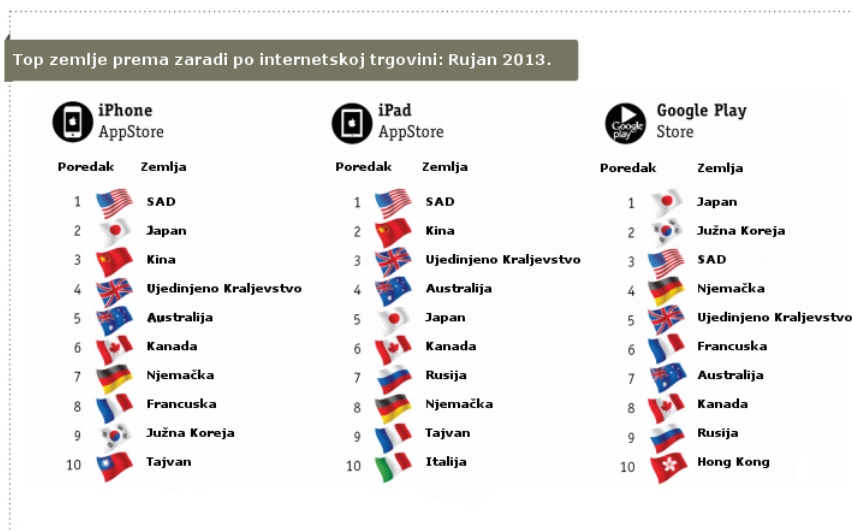 Top zemlje prema zaradi po internetskoj trgovini: Rujan 2013.
iPhone
AppStore
Poredak Zemlja
1 SAD
2 Japan
3 Kina
4 Ujedinjeno Kraljevstvo
5 Australija
6 Kanada
7 Njemačka
8 Francuska
9 Južna Koreja
10 Tajvan
iPad
AppStore
Poredak Zemlja
1 SAD
2 Kina
3 Ujedinjeno Kraljevstvo
4 Australija
5 Japan
6 Kanada
7 Rusija
8 Njemačka
9 Tajvan
10 Italija
Google play
Google Play
Store
Poredak Zemlja
1 Japan
2 Južna Koreja
3 SAD
4 Njemačka
5 Ujedinjeno Kraljevstvo
6 Francuska
7 Australija
8 Kanada
9 Rusija
10 Hong Kong